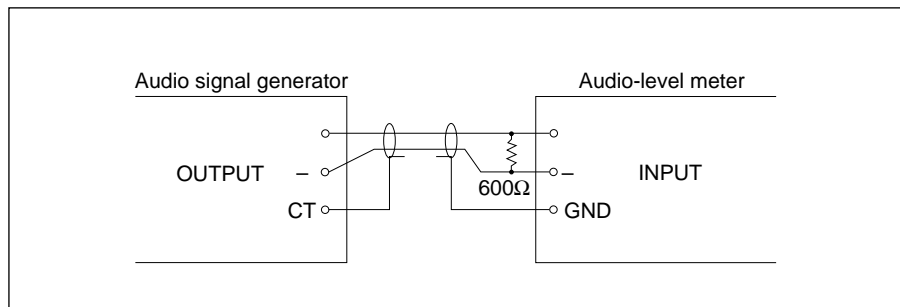 Audio signal generator
Audio-level meter
OUTPUT
–
–
INPUT
600Ω
CT
GND